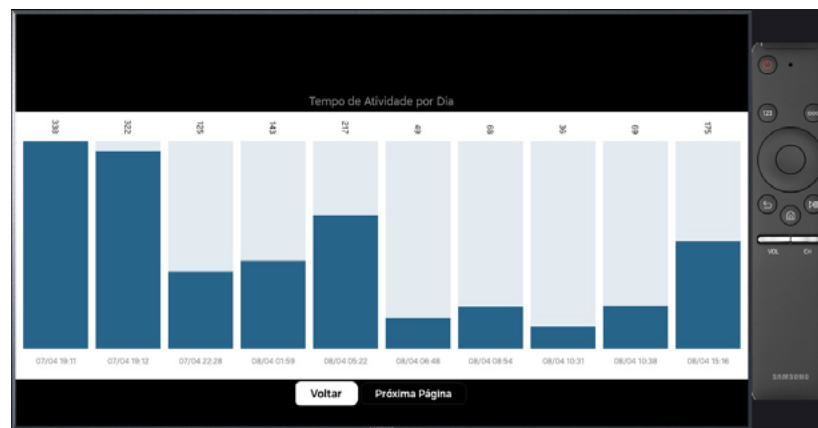 Tempo de Atividade por Dia
322 125 143 217 49 68 36 69 175
07/04 19:11 07/04 19:12 07/04 22:28 08/04 01:59 08/04 05:22 08/04 06:48 08/04 08:54 08/04 10:31 08/04 10:38 08/04 15:16
Voltar Próxima Página
123
VOL CH
SAMSUNG